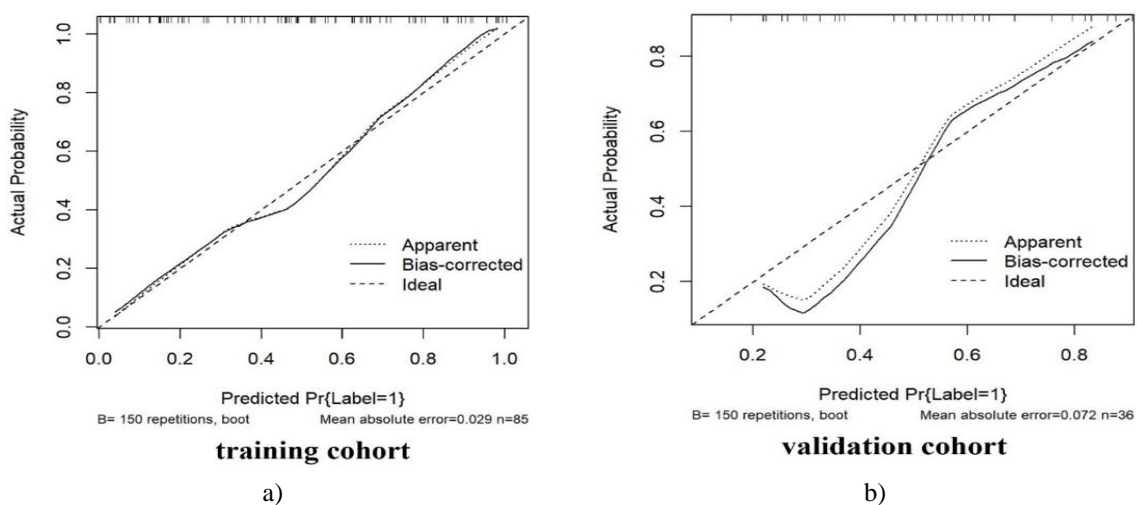 Actual Probability
0.0 0.2 0.4 0.6 0.8 1.0
Apparent
Bias-corrected
Ideal
0.0 0.2 0.4 0.6 0.8 1.0
Predicted Pr{Label=1}
B= 150 repetitions, boot Mean absolute error=0.029 n=85
training cohort
a)
Actual Probability
0.2 0.4 0.6 0.8
Apparent
Bias-corrected
Ideal
0.2 0.4 0.6 0.8
Predicted Pr{Label=1}
B= 150 repetitions, boot Mean absolute error=0.072 n=36
validation cohort
b)